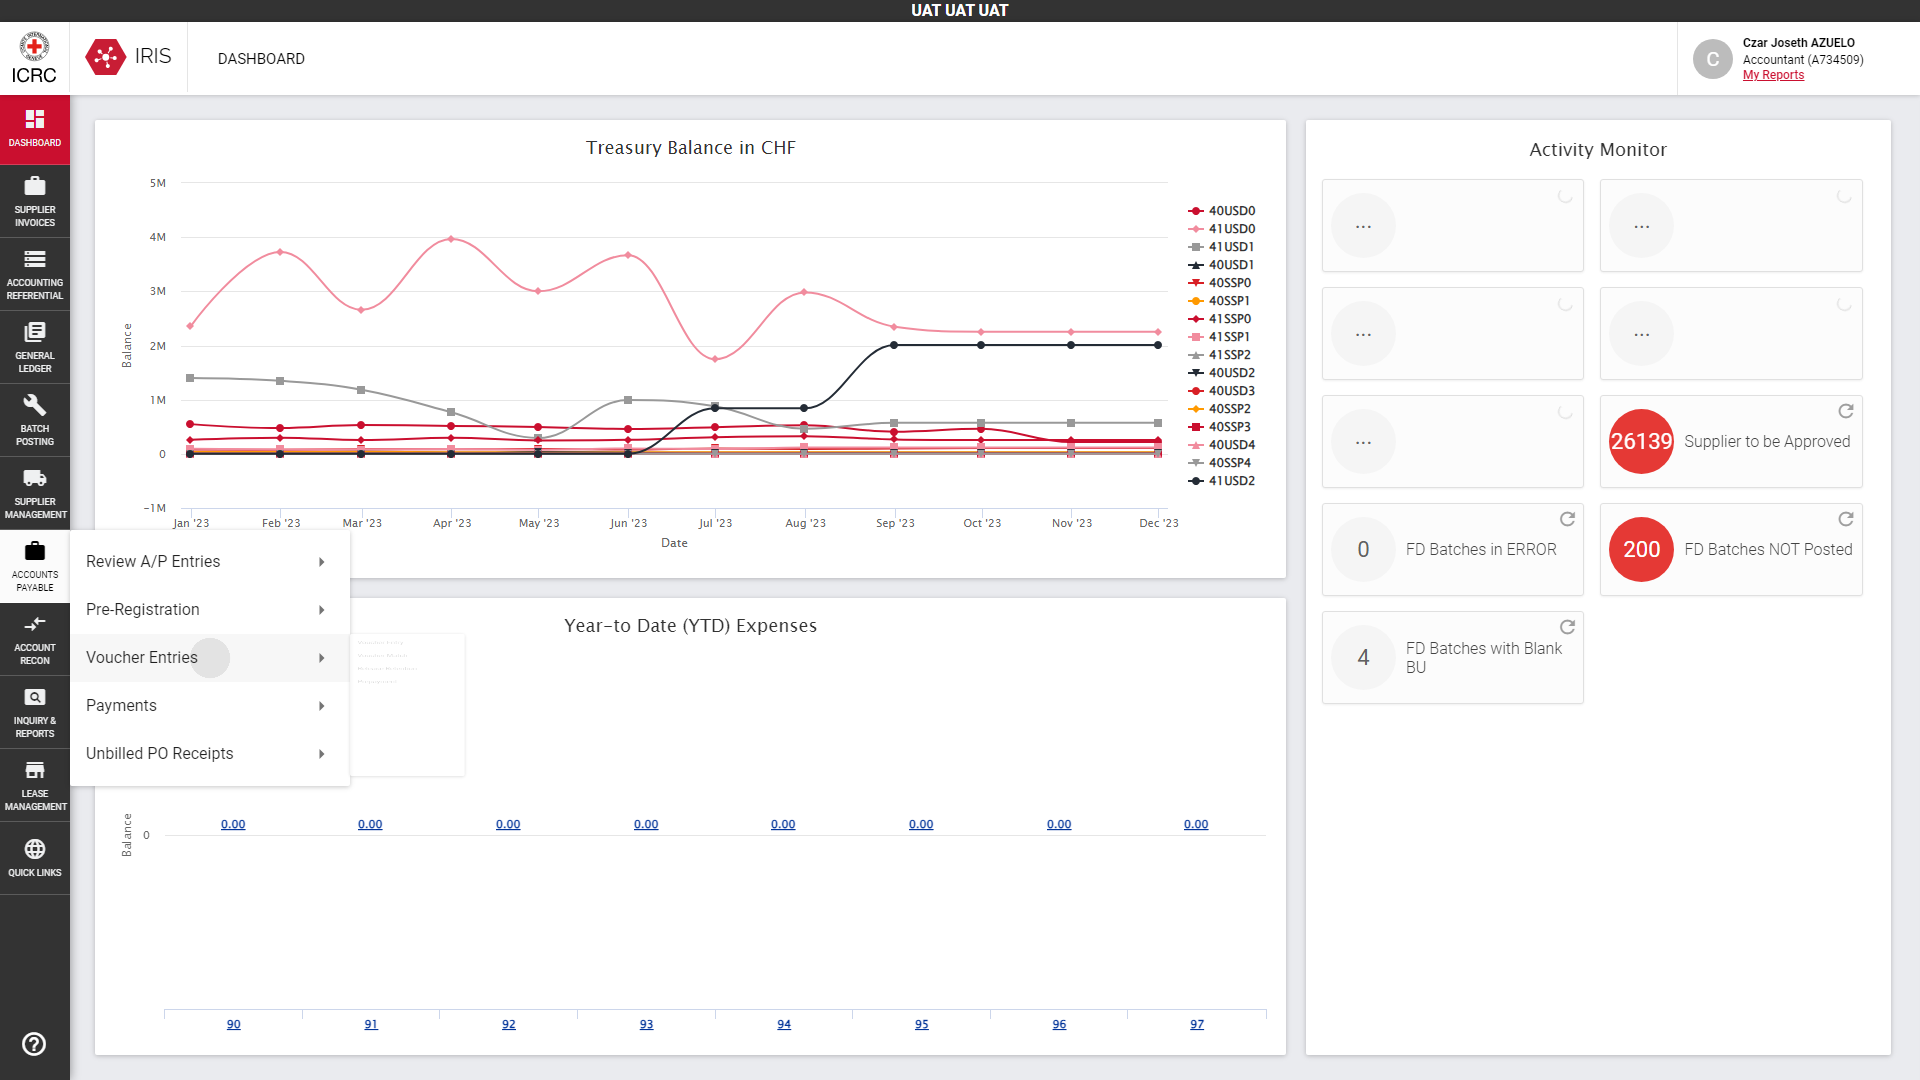 UAT UAT UAT
ICRC
IRIS
DASHBOARD
C
Czar Joseth AZUELO
Accountant (A734509)
My Reports
DASHBOARD
SUPPLIER
INVOICES
ACCOUNTING
REFERENTIAL
GENERAL
LEDGER
BATCH
POSTING
SUPPLIER
MANAGEMENT
ACCOUNTS
PAYABLE
ACCOUNT
RECON
INQUIRY &
REPORTS
LEASE
MANAGEMENT
QUICK LINKS
Review A/P Entries
Pre-Registration
Voucher Entries
Payments
Unbilled PO Receipts
Treasury Balance in CHF
Balance
5M
4M
3M
2M
1M
0
-1M
Jan '23 Feb '23 Mar '23 Apr '23 May '23 Jun '23 Jul '23 Aug '23 Sep '23 Oct '23 Nov '23 Dec '23
Date
40USD0
41USD0
41USD1
40USD1
40SSP0
40SSP1
41SSP0
41SSP1
41SSP2
40USD2
40USD3
40SSP2
40SSP3
40USD4
40SSP4
41USD2
Year-to Date (YTD) Expenses
Balance
0
0.00 0.00 0.00 0.00 0.00 0.00 0.00 0.00
90 91 92 93 94 95 96 97
Activity Monitor
...
...
...
...
...
26139 Supplier to be Approved
0 FD Batches in ERROR
200 FD Batches NOT Posted
4 FD Batches with Blank
BU